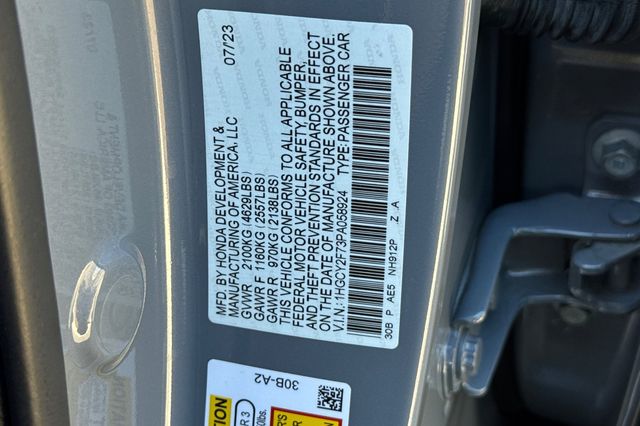 07/23
MFD. BY HONDA DEVELOPMENT &
MANUFACTURING OF AMERICA, LLC
GVWR 2100KG (4629LBS)
GAWR F 1160KG (2557LBS)
GAWR R 970KG (2138LBS)
THIS VEHICLE CONFORMS TO ALL APPLICABLE
FEDERAL MOTOR VEHICLE SAFETY, BUMPER,
AND THEFT PREVENTION STANDARDS IN EFFECT
ON THE DATE OF MANUFACTURE SHOWN ABOVE.
V.I.N.: 1HGCY2F73PA058924 TYPE: PASSENGER CAR
30B P AE5 NH912P Z A
30B-A2